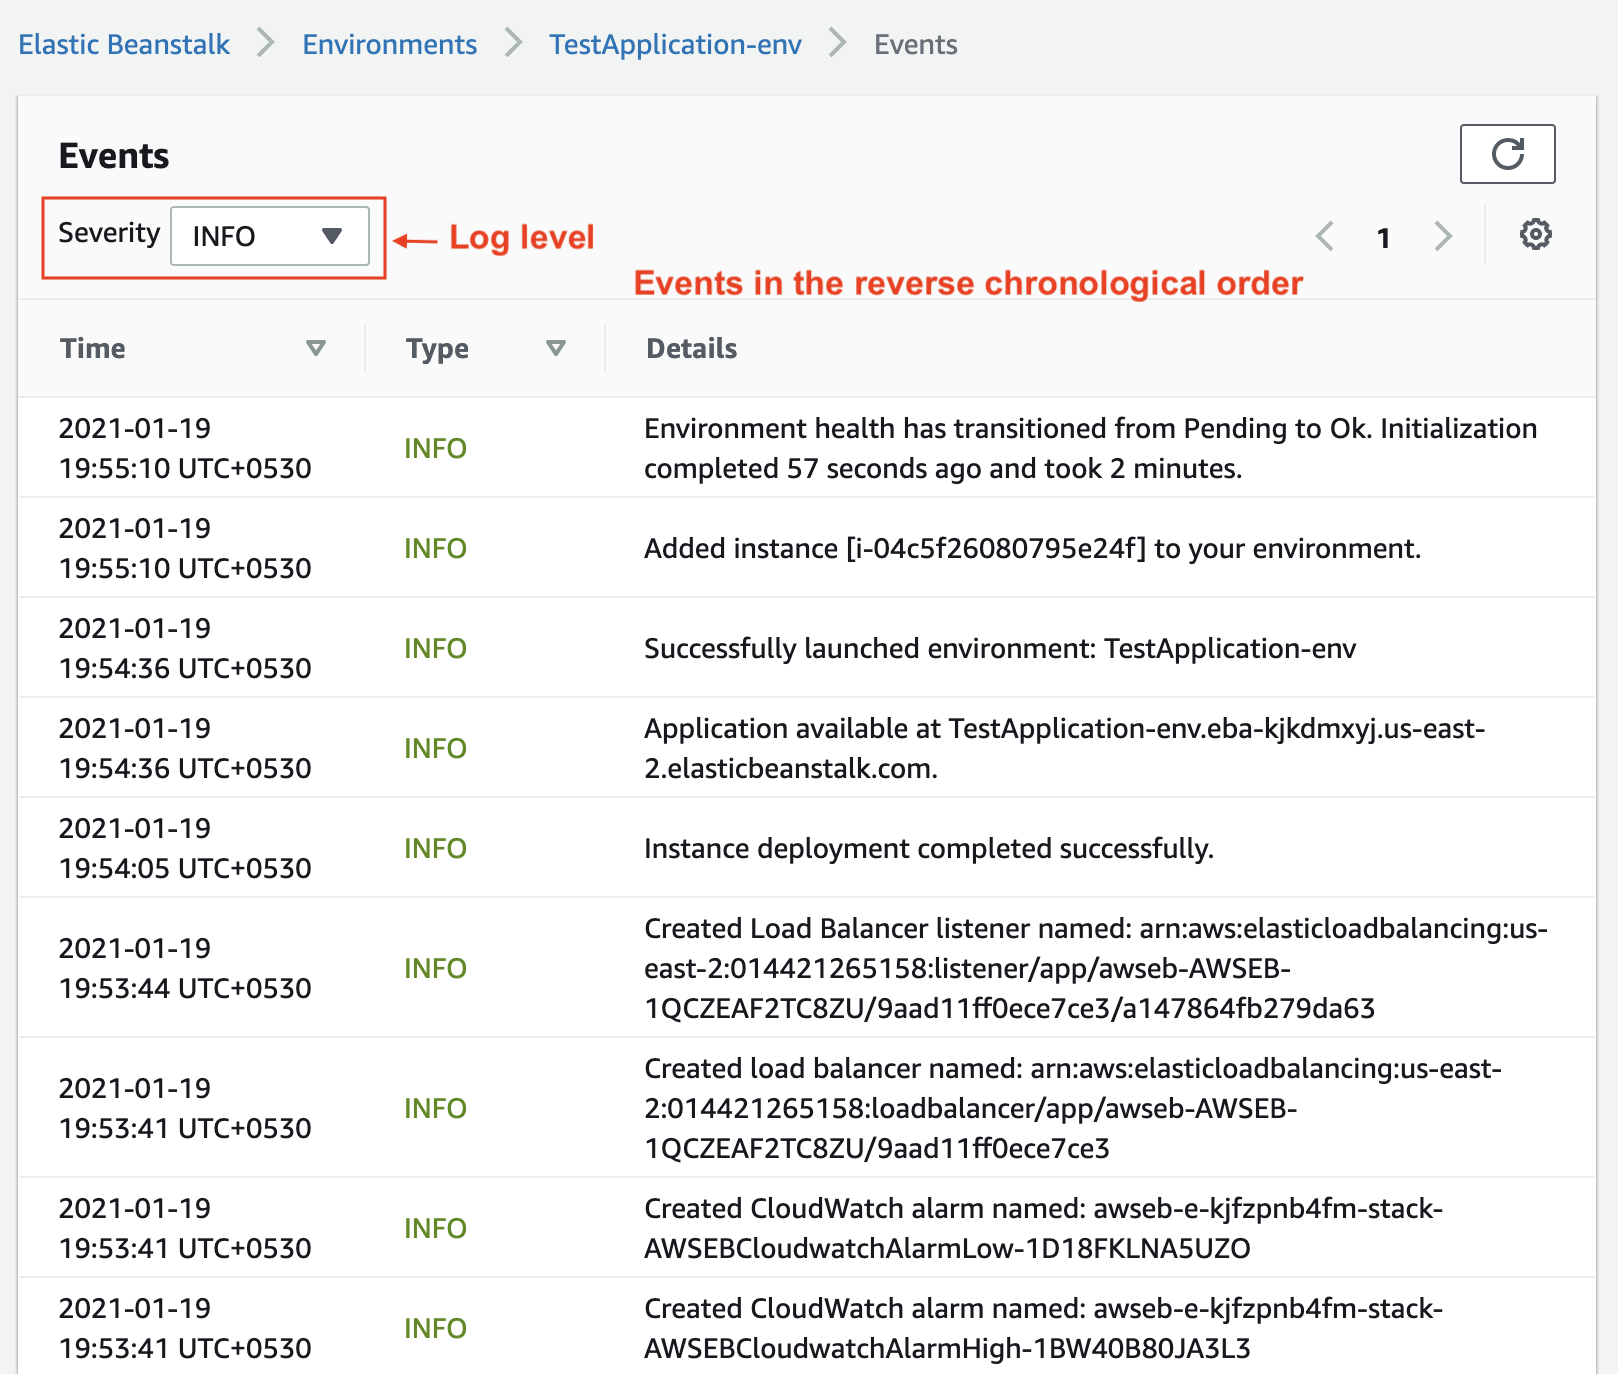 Elastic Beanstalk > Environments > TestApplication-env > Events
Events
Severity INFO
Log level
1
Events in the reverse chronological order
Time Type Details
2021-01-19
19:55:10 UTC+0530
INFO
Environment health has transitioned from Pending to Ok. Initialization
completed 57 seconds ago and took 2 minutes.
2021-01-19
19:55:10 UTC+0530
INFO
Added instance [i-04c5f26080795e24f] to your environment.
2021-01-19
19:54:36 UTC+0530
INFO
Successfully launched environment: TestApplication-env
2021-01-19
19:54:36 UTC+0530
INFO
Application available at TestApplication-env.eba-kjkdmxyj.us-east-
2.elasticbeanstalk.com.
2021-01-19
19:54:05 UTC+0530
INFO
Instance deployment completed successfully.
2021-01-19
19:53:44 UTC+0530
INFO
Created Load Balancer listener named: arn:aws:elasticloadbalancing:us-
east-2:014421265158:listener/app/awseb-AWSEB-
1QCZEAF2TC8ZU/9aad11ff0ece7ce3/a147864fb279da63
2021-01-19
19:53:41 UTC+0530
INFO
Created load balancer named: arn:aws:elasticloadbalancing:us-east-
2:014421265158:loadbalancer/app/awseb-AWSEB-
1QCZEAF2TC8ZU/9aad11ff0ece7ce3
2021-01-19
19:53:41 UTC+0530
INFO
Created CloudWatch alarm named: awseb-e-kjfzpnb4fm-stack-
AWSEBCloudwatchAlarmLow-1D18FKLNA5UZO
2021-01-19
19:53:41 UTC+0530
INFO
Created CloudWatch alarm named: awseb-e-kjfzpnb4fm-stack-
AWSEBCloudwatchAlarmHigh-1BW40B80JA3L3